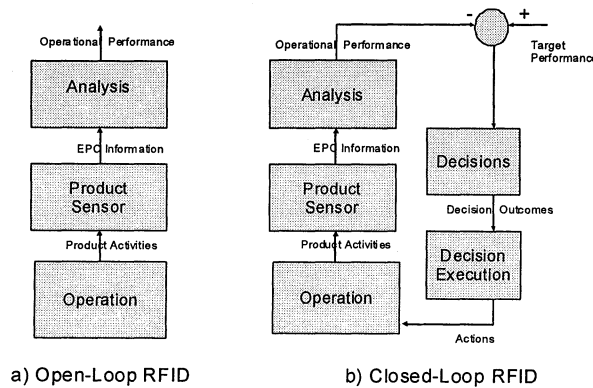 Operational Performance
Analysis
EPC Information
Product
Sensor
Product Activities
Operation
a) Open-Loop RFID
- +
Operational Performance
Target
Performance
Analysis
EPC Information
Product
Sensor
Product Activities
Operation
Decisions
Decision Outcomes
Decision
Execution
Actions
b) Closed-Loop RFID